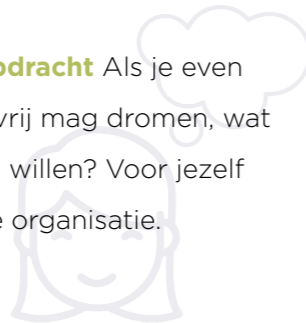 odracht Als je even
vrij mag dromen, wat
willen? Voor jezelf
organisatie.